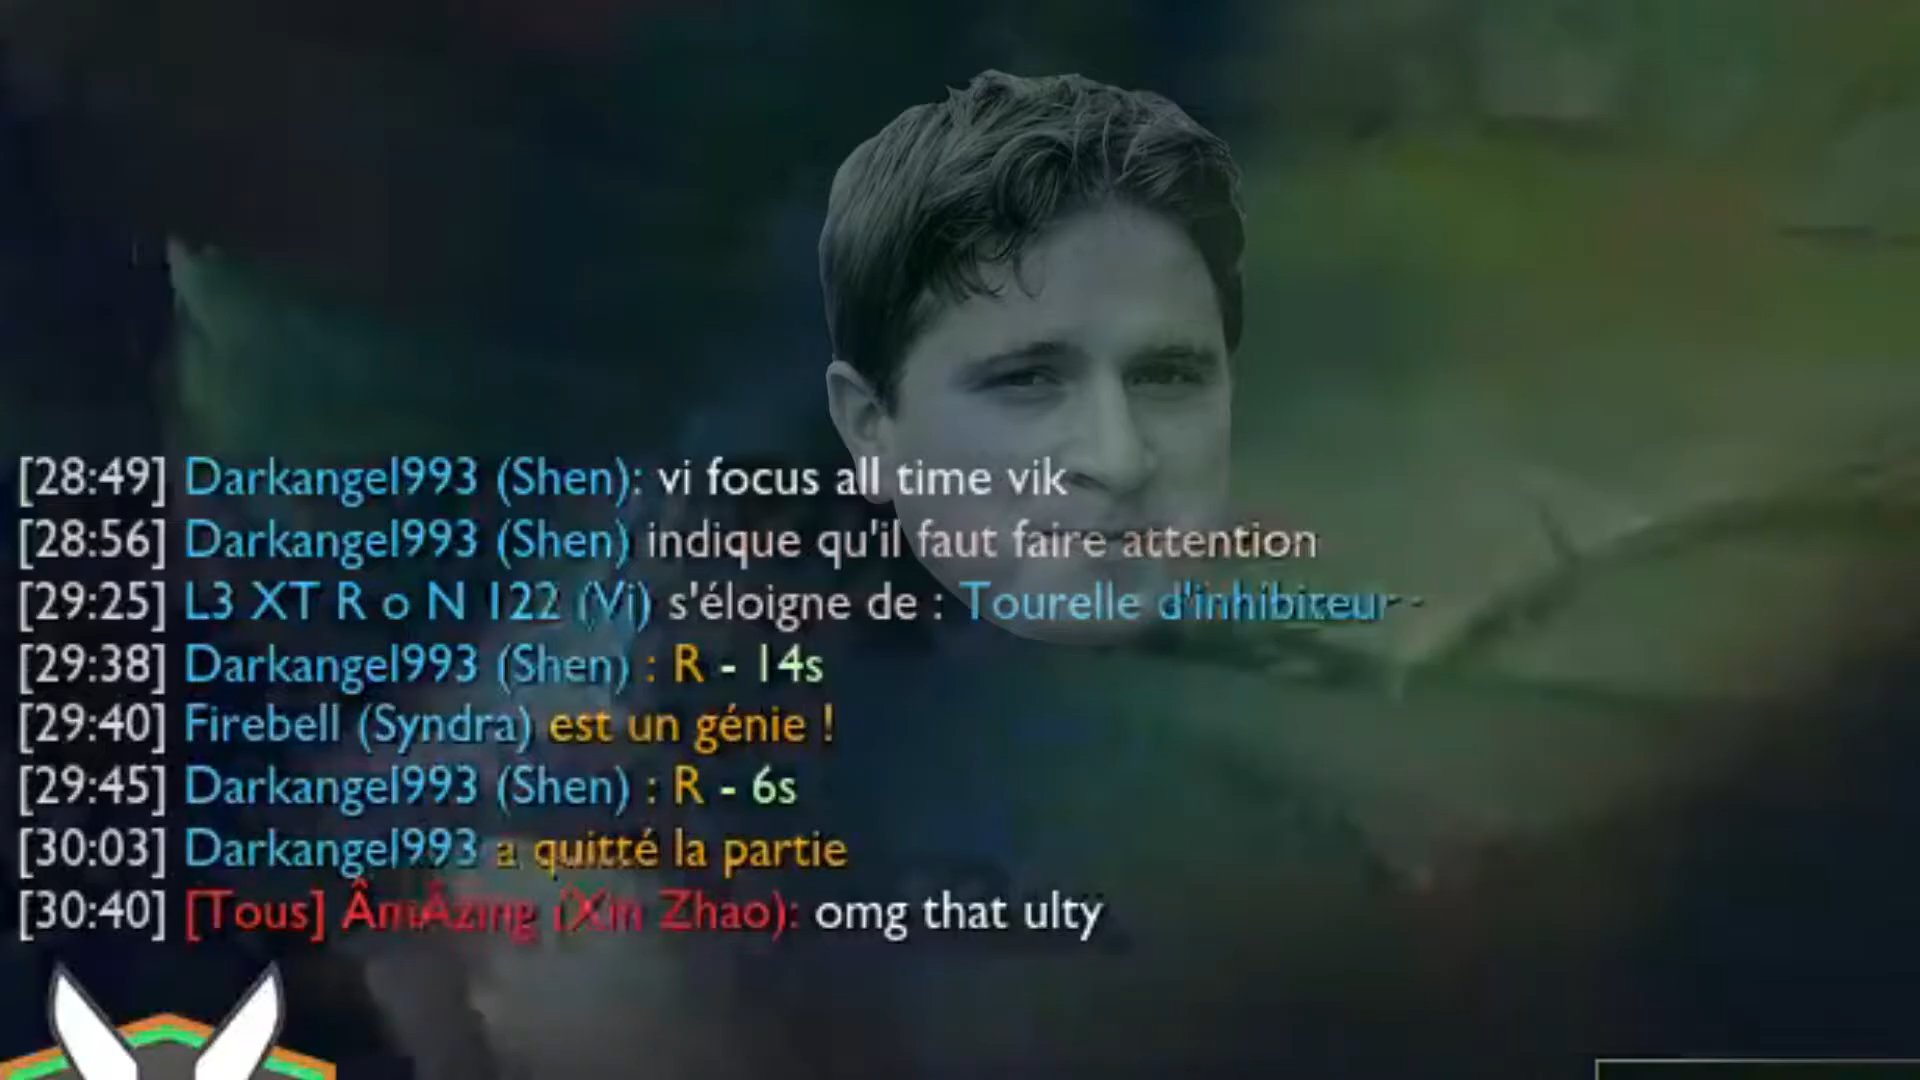 [28:49] Darkangel993 (Shen): vi focus all time vik
[28:56] Darkangel993 (Shen) indique qu'il faut faire attention
[29:25] L3 XT R o N 122 (Vi) s'éloigne de : Tourelle d'inhibiteur -
[29:38] Darkangel993 (Shen) : R - 14s
[29:40] Firebell (Syndra) est un génie !
[29:45] Darkangel993 (Shen) : R - 6s
[30:03] Darkangel993 a quitté la partie
[30:40] [Tous] ÂmÂzing (Xin Zhao): omg that ulty